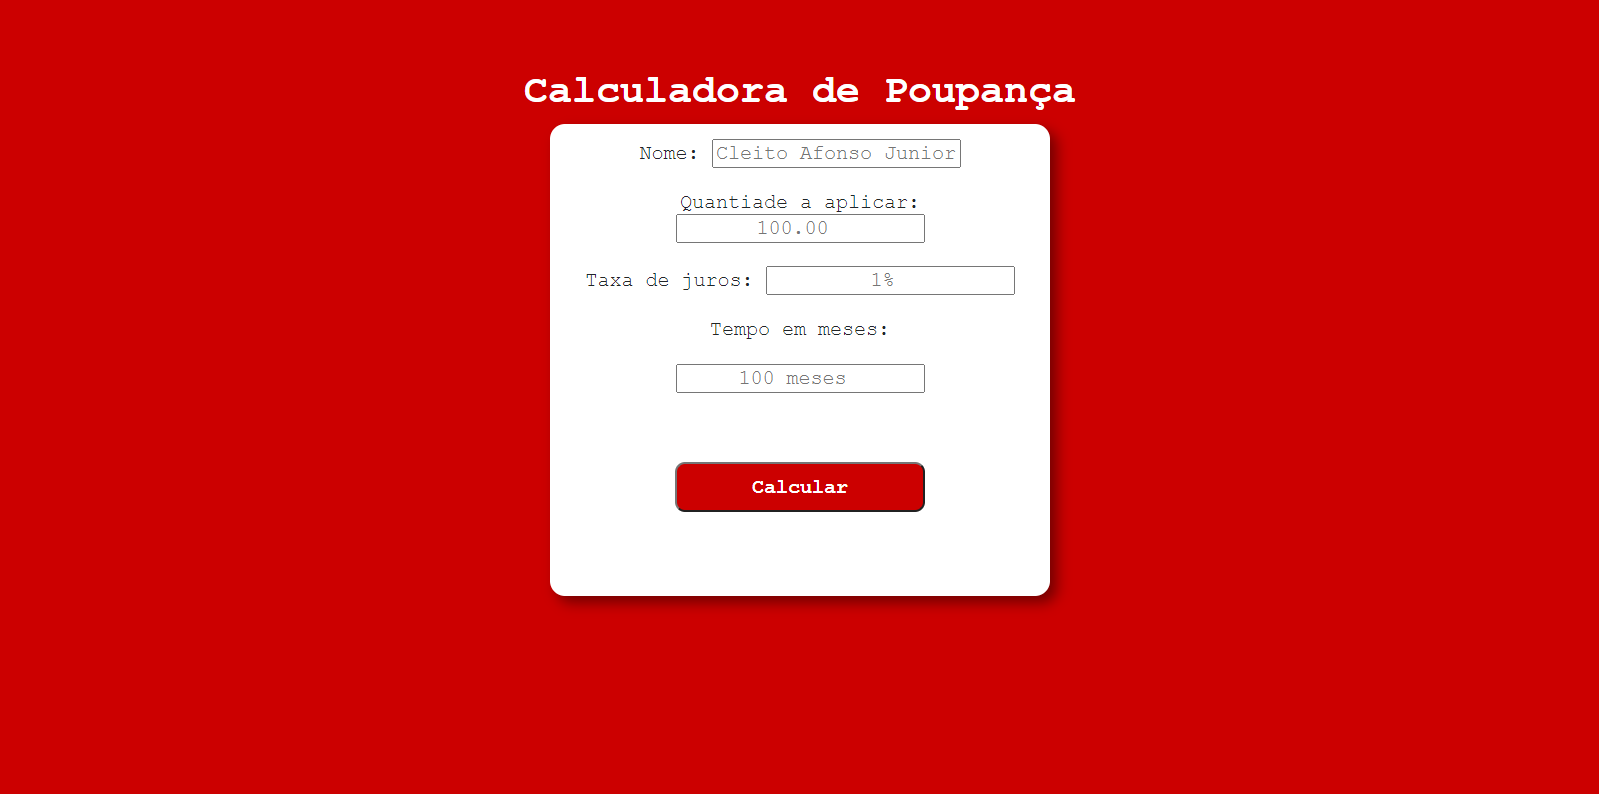 Calculadora de Poupança
Nome: Cleito Afonso Junior
Quantiade a aplicar:
100.00
Taxa de juros: 1%
Tempo em meses:
100 meses
Calcular